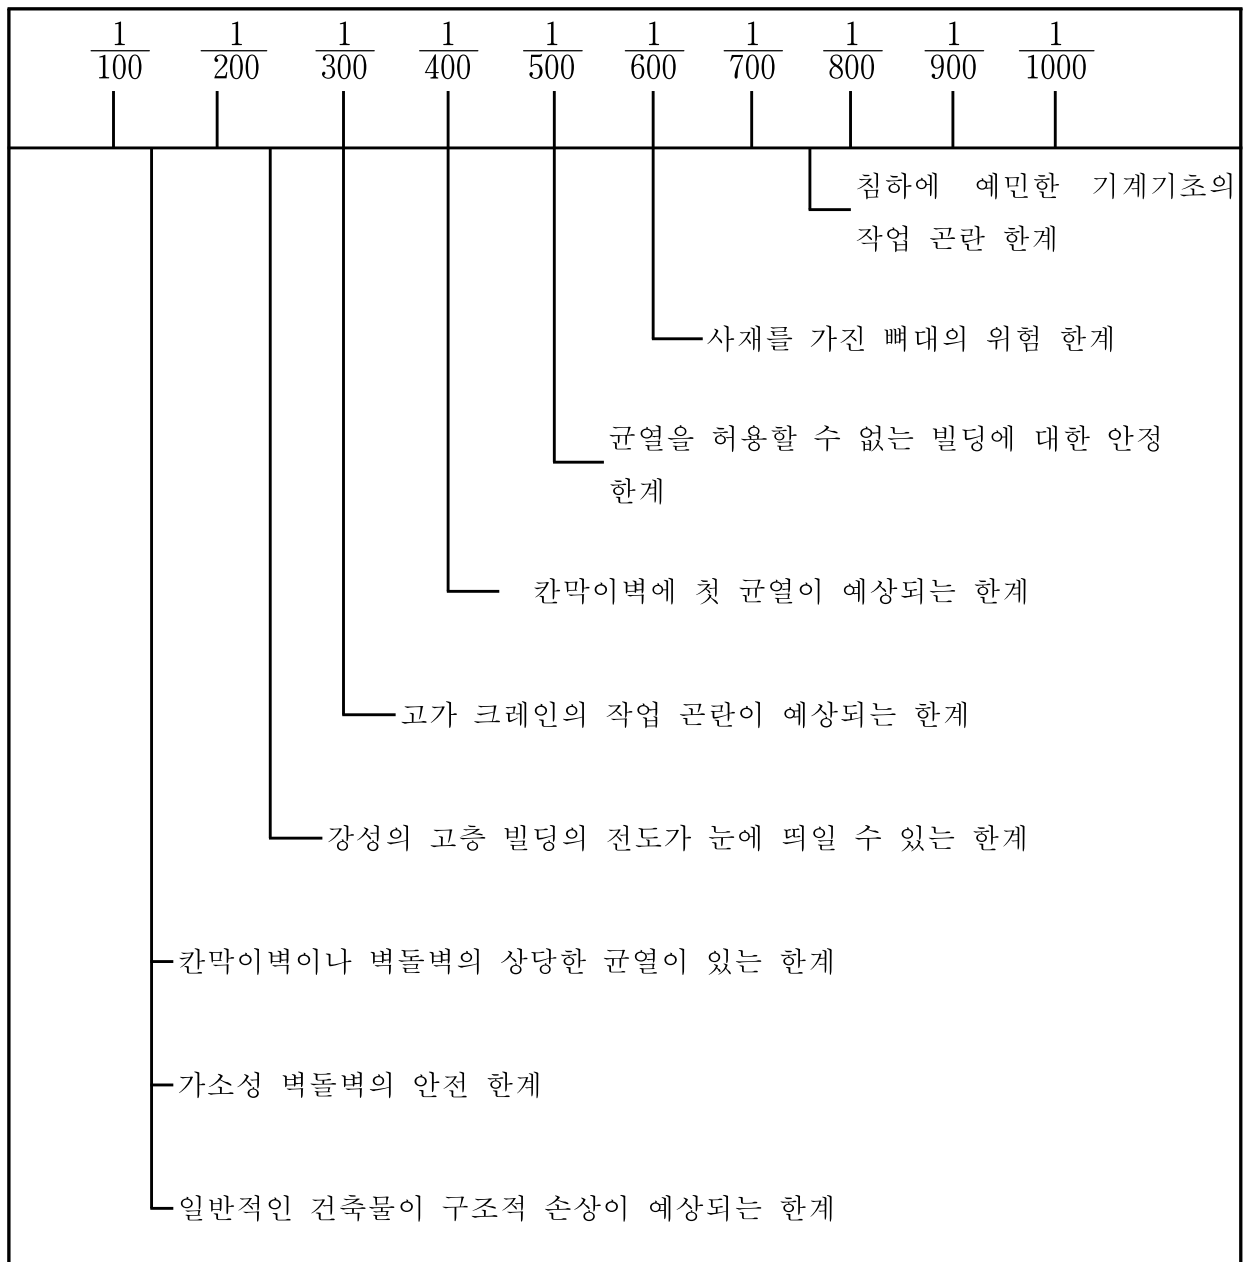 1/100 1/200 1/300 1/400 1/500 1/600 1/700 1/800 1/900 1/1000
침하에 예민한 기계기초의
작업 곤란 한계
사재를 가진 뼈대의 위험 한계
균열을 허용할 수 없는 빌딩에 대한 안정
한계
칸막이벽에 첫 균열이 예상되는 한계
고가 크레인의 작업 곤란이 예상되는 한계
강성의 고층 빌딩의 전도가 눈에 띄일 수 있는 한계
칸막이벽이나 벽돌벽의 상당한 균열이 있는 한계
가소성 벽돌벽의 안전 한계
일반적인 건축물이 구조적 손상이 예상되는 한계